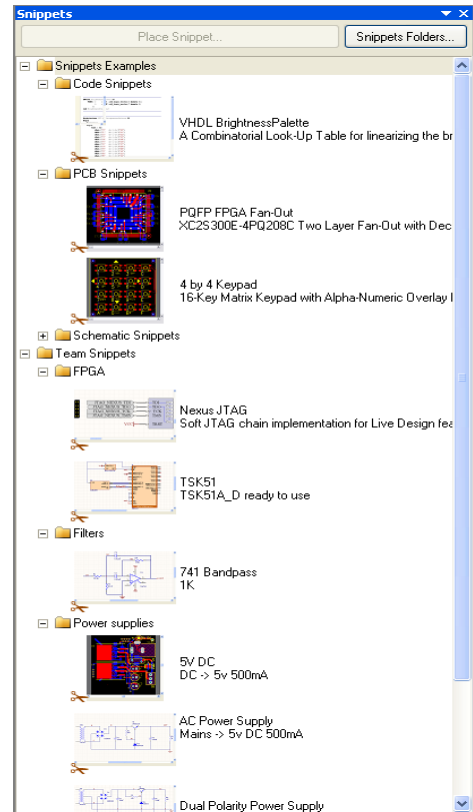 Snippets
Place Snippet...
Snippets Folders...
Snippets Examples
Code Snippets
VHDL BrightnessPalette
A Combinatorial Look-Up Table for linearizing the br
PCB Snippets
PQFP FPGA Fan-Out
XC2S300E-4PQ208C Two Layer Fan-Out with Dec
4 by 4 Keypad
16-Key Matrix Keypad with Alpha-Numeric Overlay
Schematic Snippets
Team Snippets
FPGA
Nexus JTAG
Soft JTAG chain implementation for Live Design fea
TSK51
TSK51A_D ready to use
Filters
741 Bandpass
1K
Power supplies
5V DC
DC -> 5v 500mA
AC Power Supply
Mains -> 5v DC 500mA
Dual Polarity Power Supply